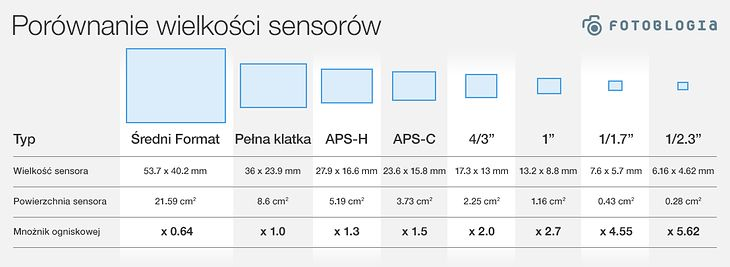 Porównanie wielkości sensorów
FOTOBLOGIA
Typ Średni Format Pełna klatka APS-H APS-C 4/3” 1” 1/1.7” 1/2.3”
Wielkość sensora 53.7 x 40.2 mm 36 x 23.9 mm 27.9 x 16.6 mm 23.6 x 15.8 mm 17.3 x 13 mm 13.2 x 8.8 mm 7.6 x 5.7 mm 6.16 x 4.62 mm
Powierzchnia sensora 21.59 cm² 8.6 cm² 5.19 cm² 3.73 cm² 2.25 cm² 1.16 cm² 0.43 cm² 0.28 cm²
Mnożnik ogniskowej x 0.64 x 1.0 x 1.3 x 1.5 x 2.0 x 2.7 x 4.55 x 5.62